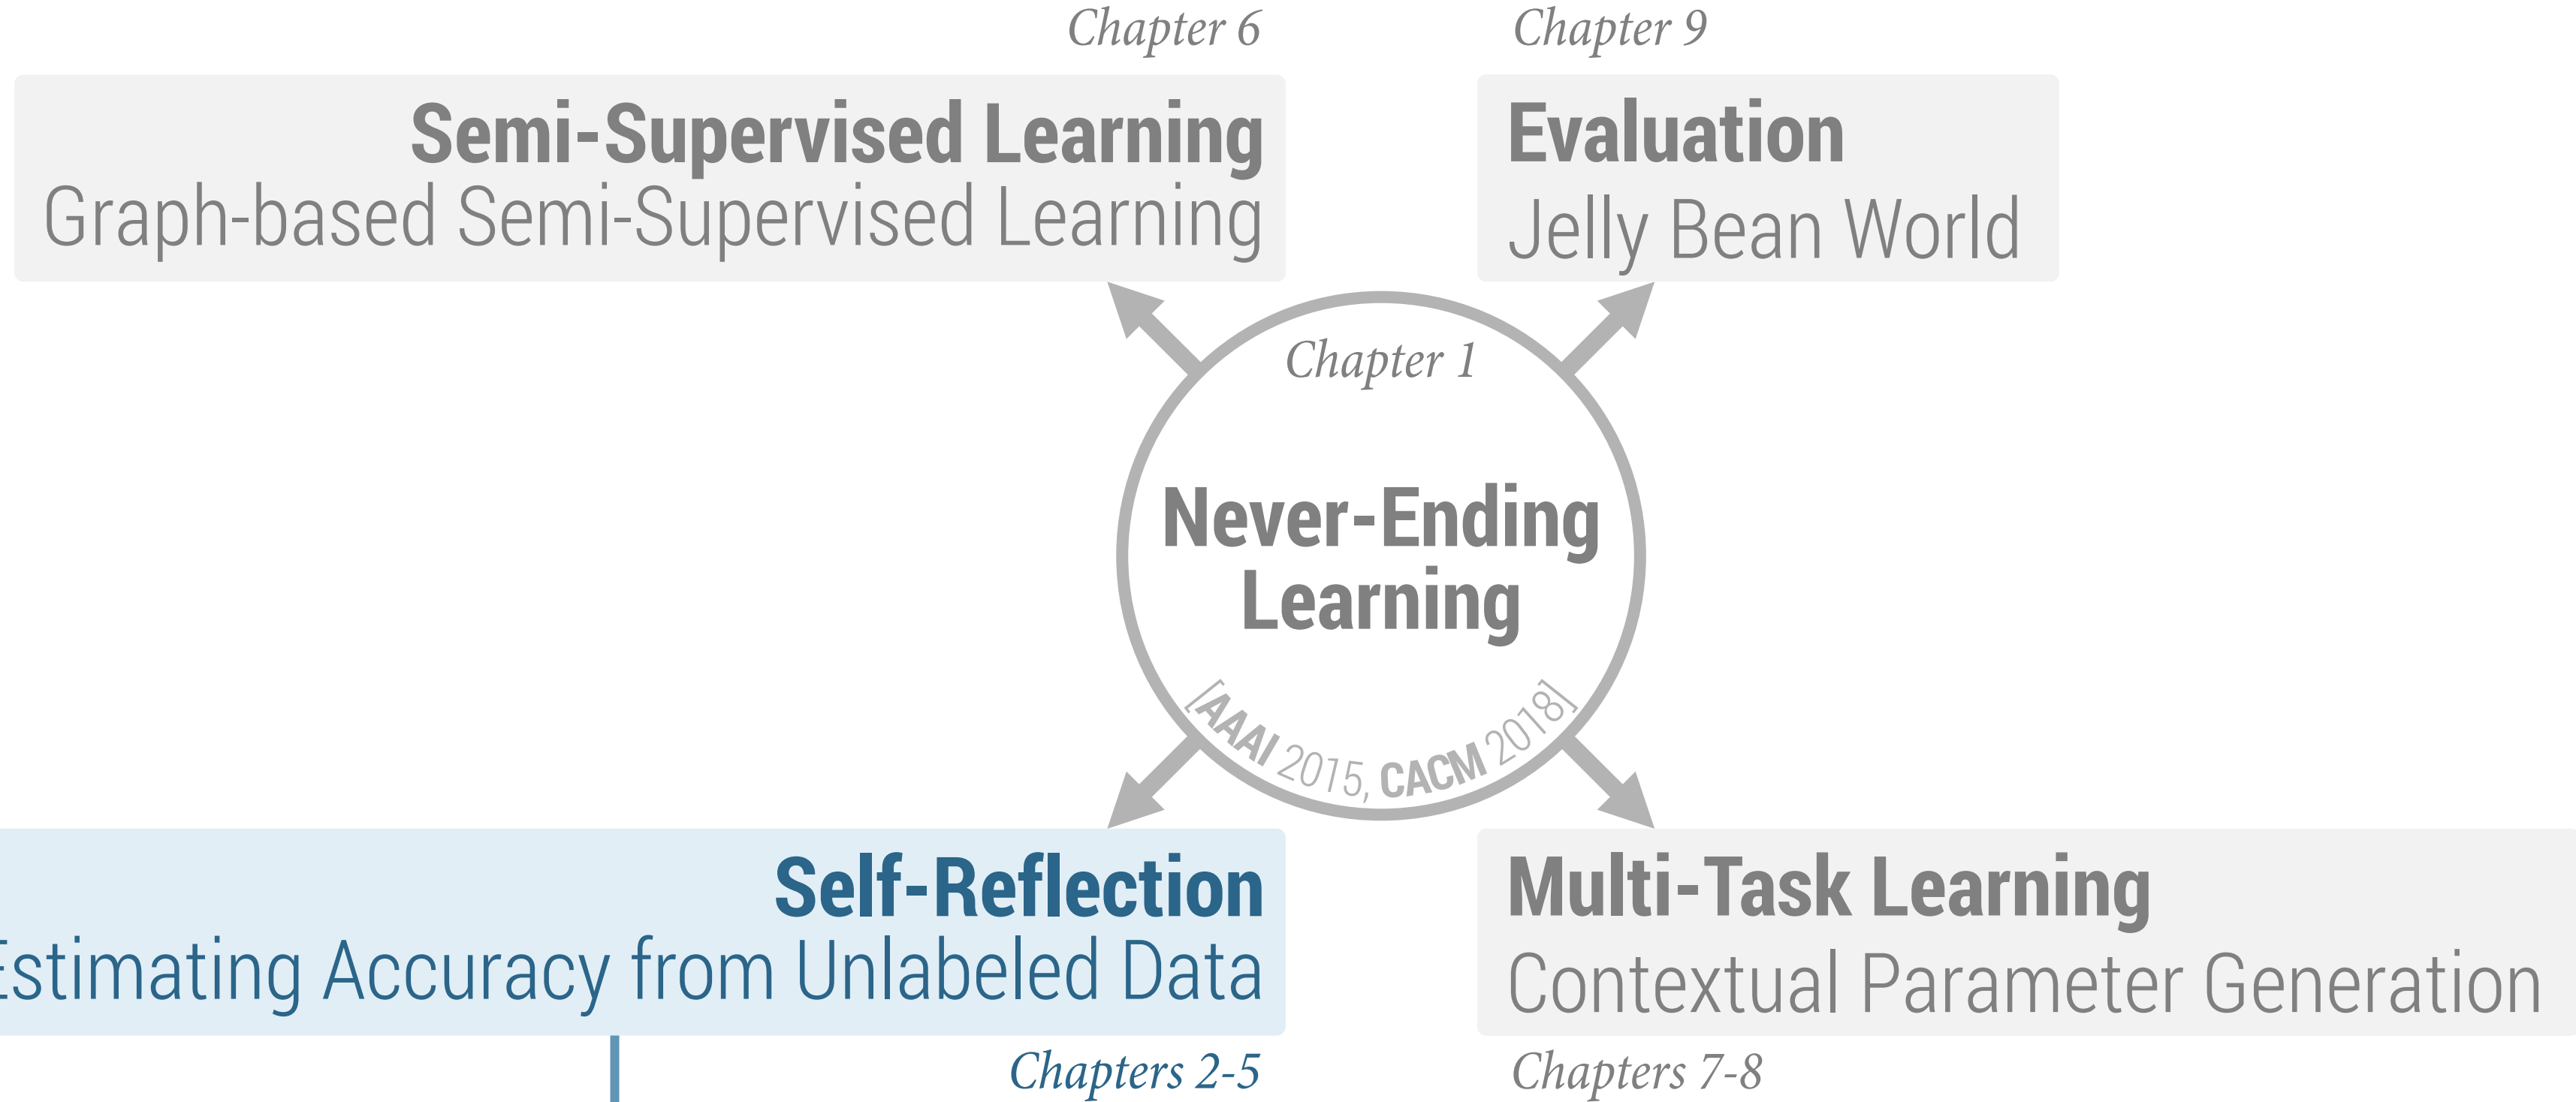 Chapter 6
Semi-Supervised Learning
Graph-based Semi-Supervised Learning
Chapter 9
Evaluation
Jelly Bean World
Chapter 1
Never-Ending
Learning
[AAAI 2015, CACM 2018]
Self-Reflection
Estimating Accuracy from Unlabeled Data
Chapters 2-5
Multi-Task Learning
Contextual Parameter Generation
Chapters 7-8